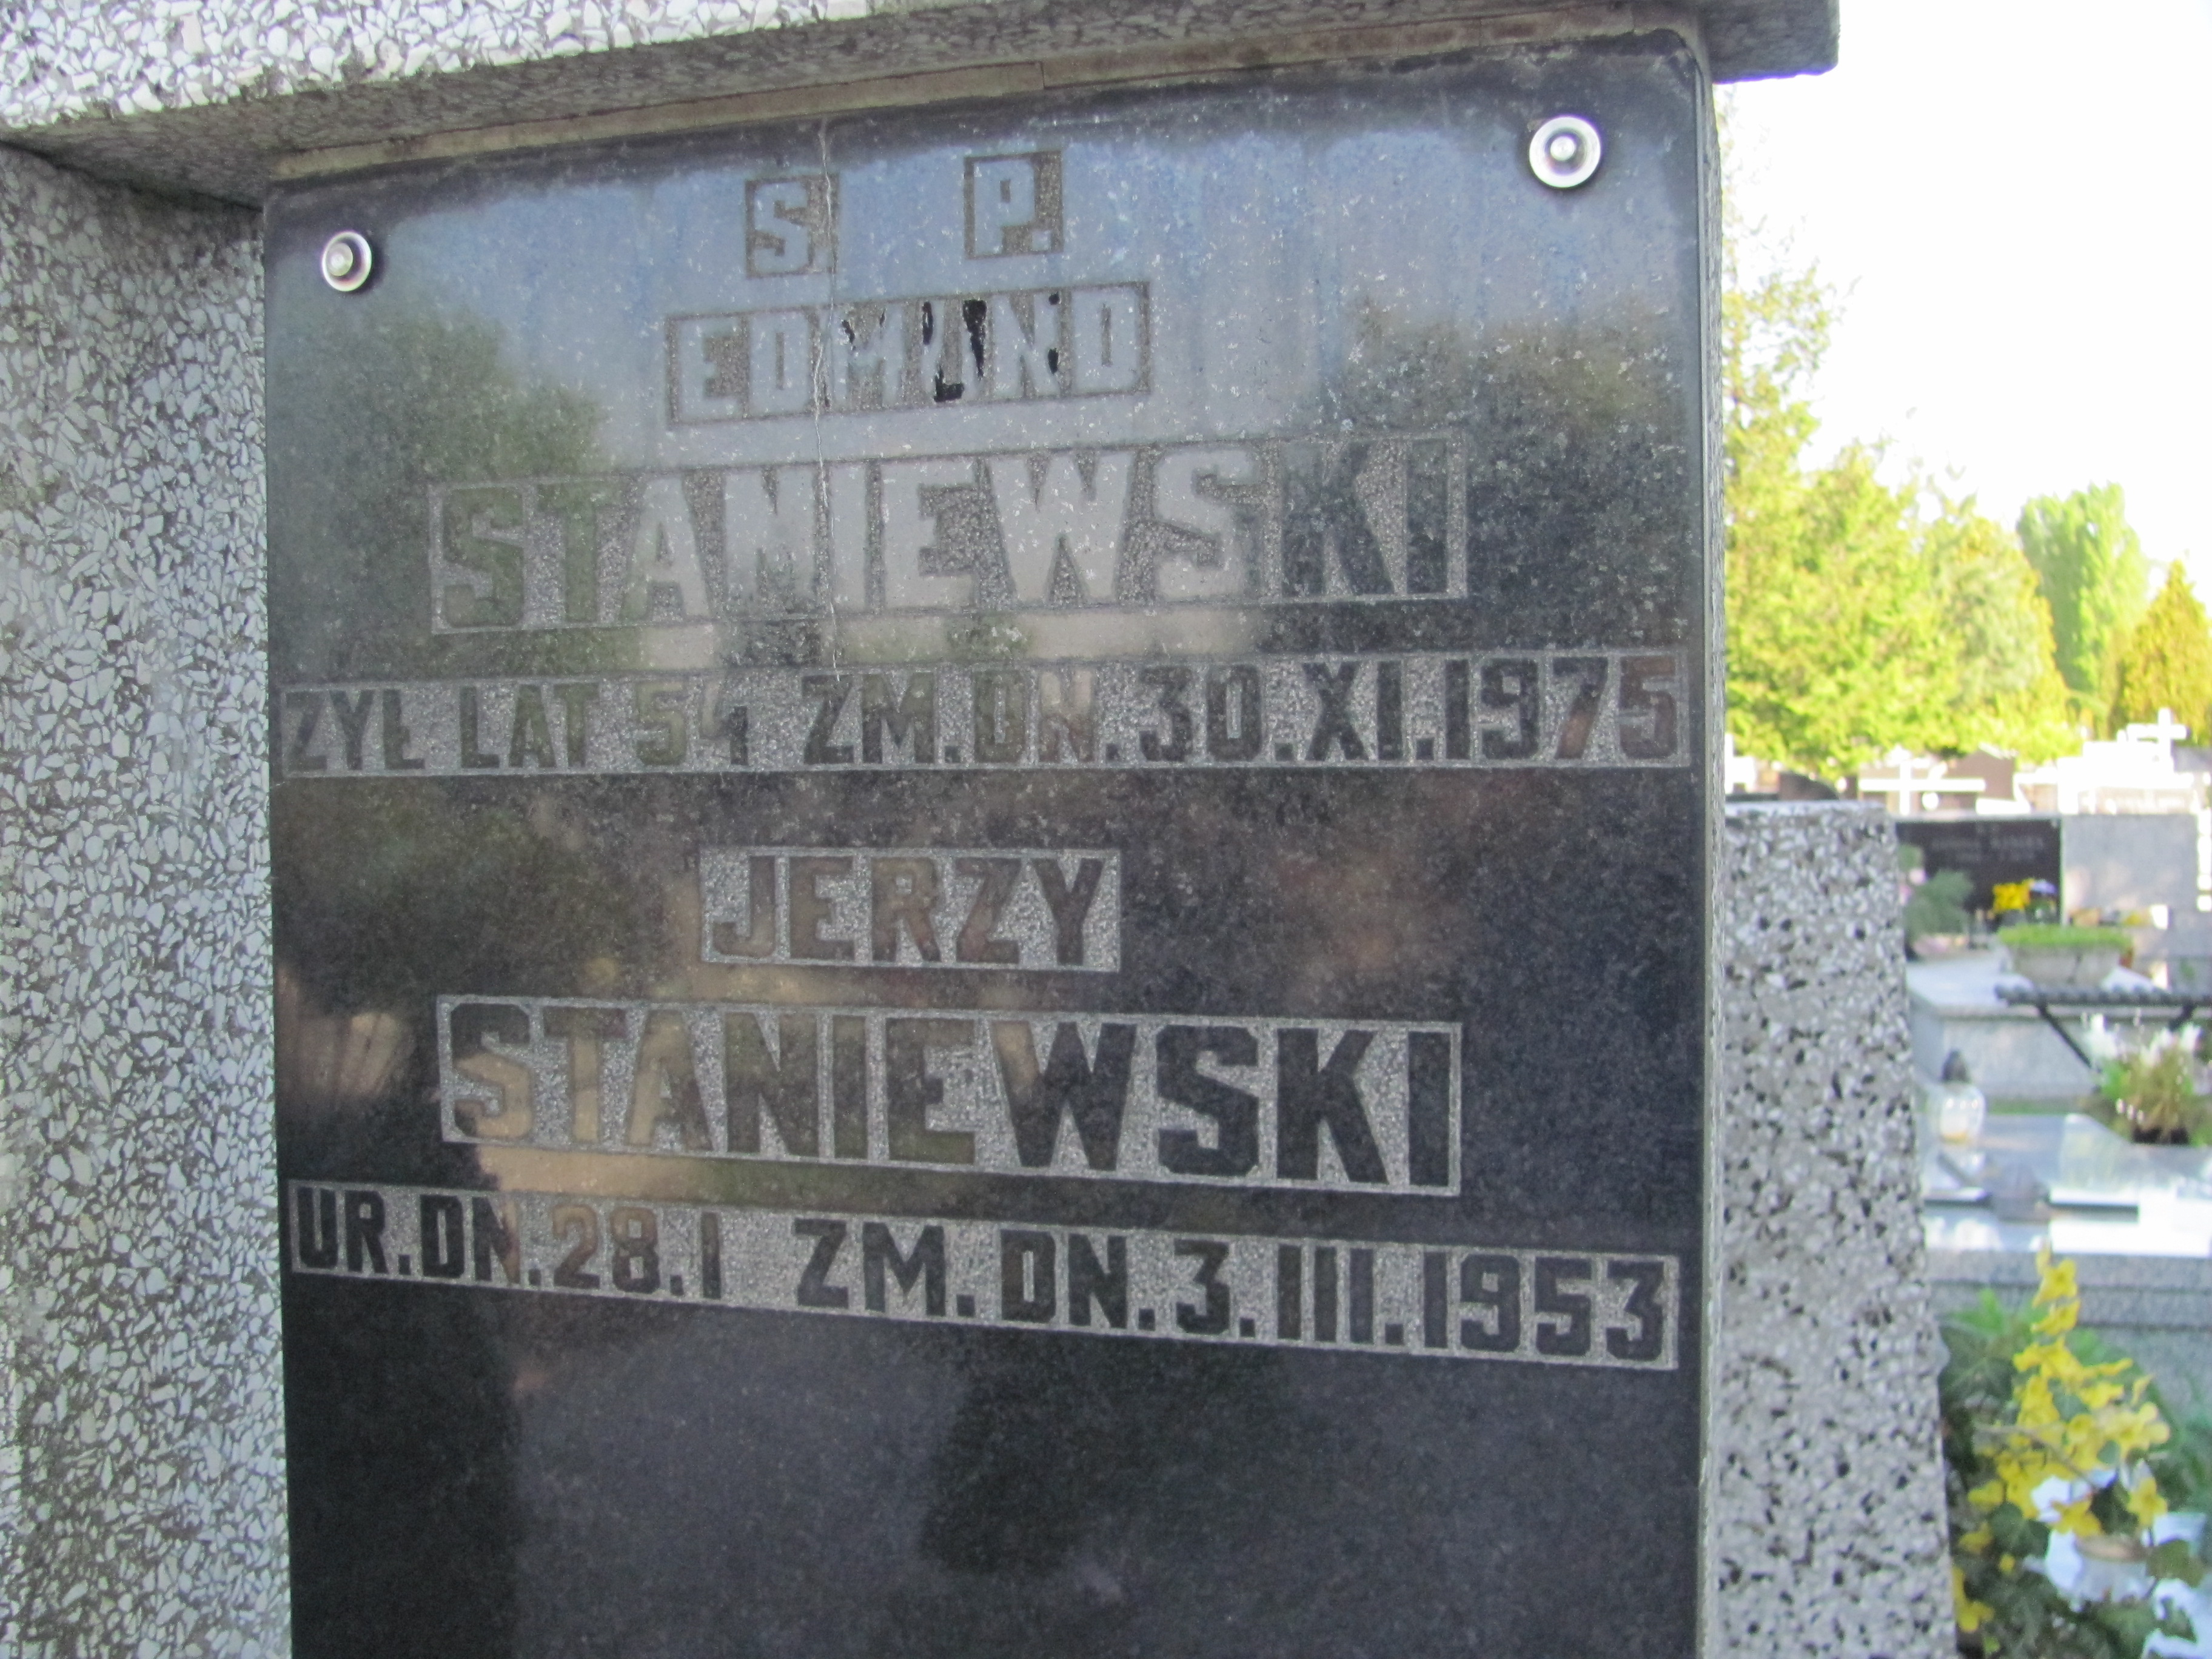 S. P.
EDMUND
STANIEWSKI
ZYŁ LAT 54 ZM.DN.30.XI.1975
JERZY
STANIEWSKI
UR.DN.28.I ZM.DN.3.III.1953